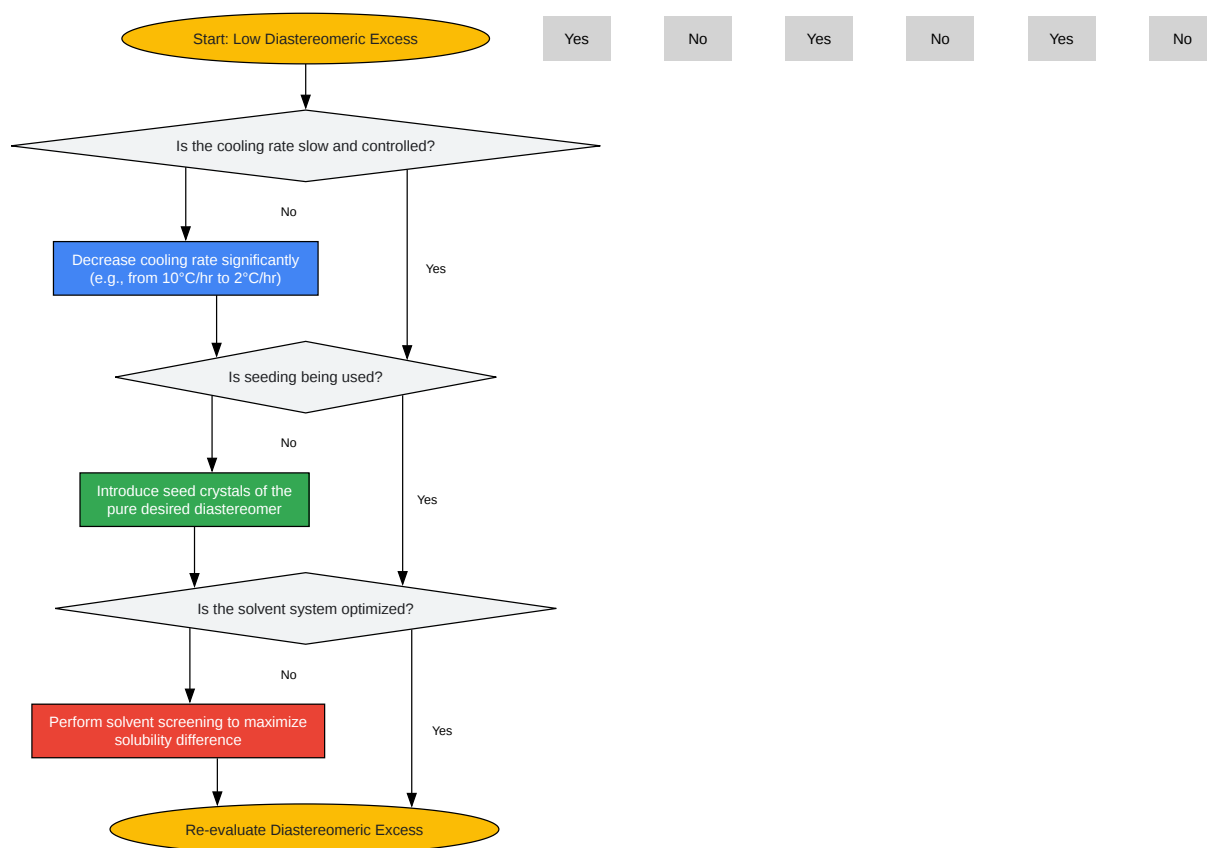 Start: Low Diastereomeric Excess
Yes
No
Yes
No
Yes
No
Is the cooling rate slow and controlled?
No
Decrease cooling rate significantly
(e.g., from 10°C/hr to 2°C/hr)
Yes
Is seeding being used?
No
Introduce seed crystals of the
pure desired diastereomer
Yes
Is the solvent system optimized?
No
Perform solvent screening to maximize
solubility difference
Yes
Re-evaluate Diastereomeric Excess